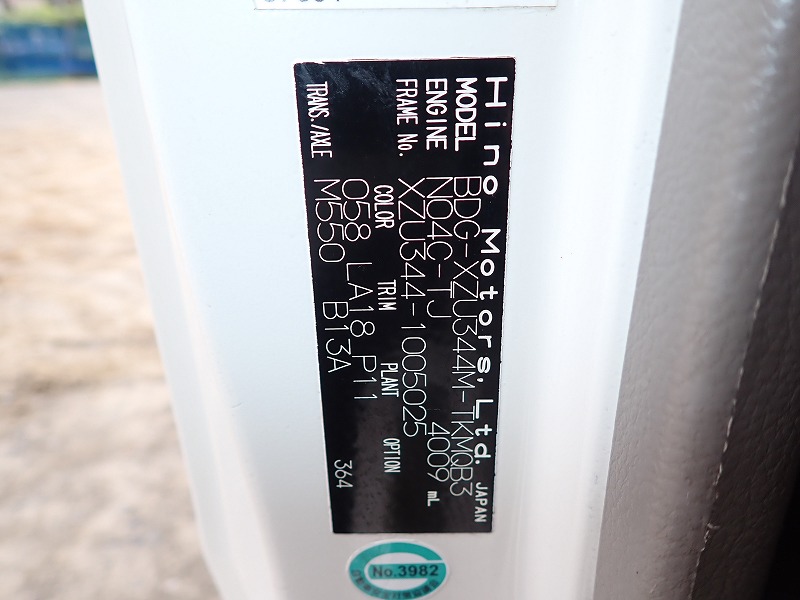 Hino Motors, Ltd. JAPAN
MODEL BDG-XZU344M-TKMQB3
ENGINE N04C-TJ 4009 mL
FRAME No. XZU344-1005025
COLOR TRIM PLANT OPTION
058 LA18 P11
TRANS./AXLE M550 B13A 364
No.3982